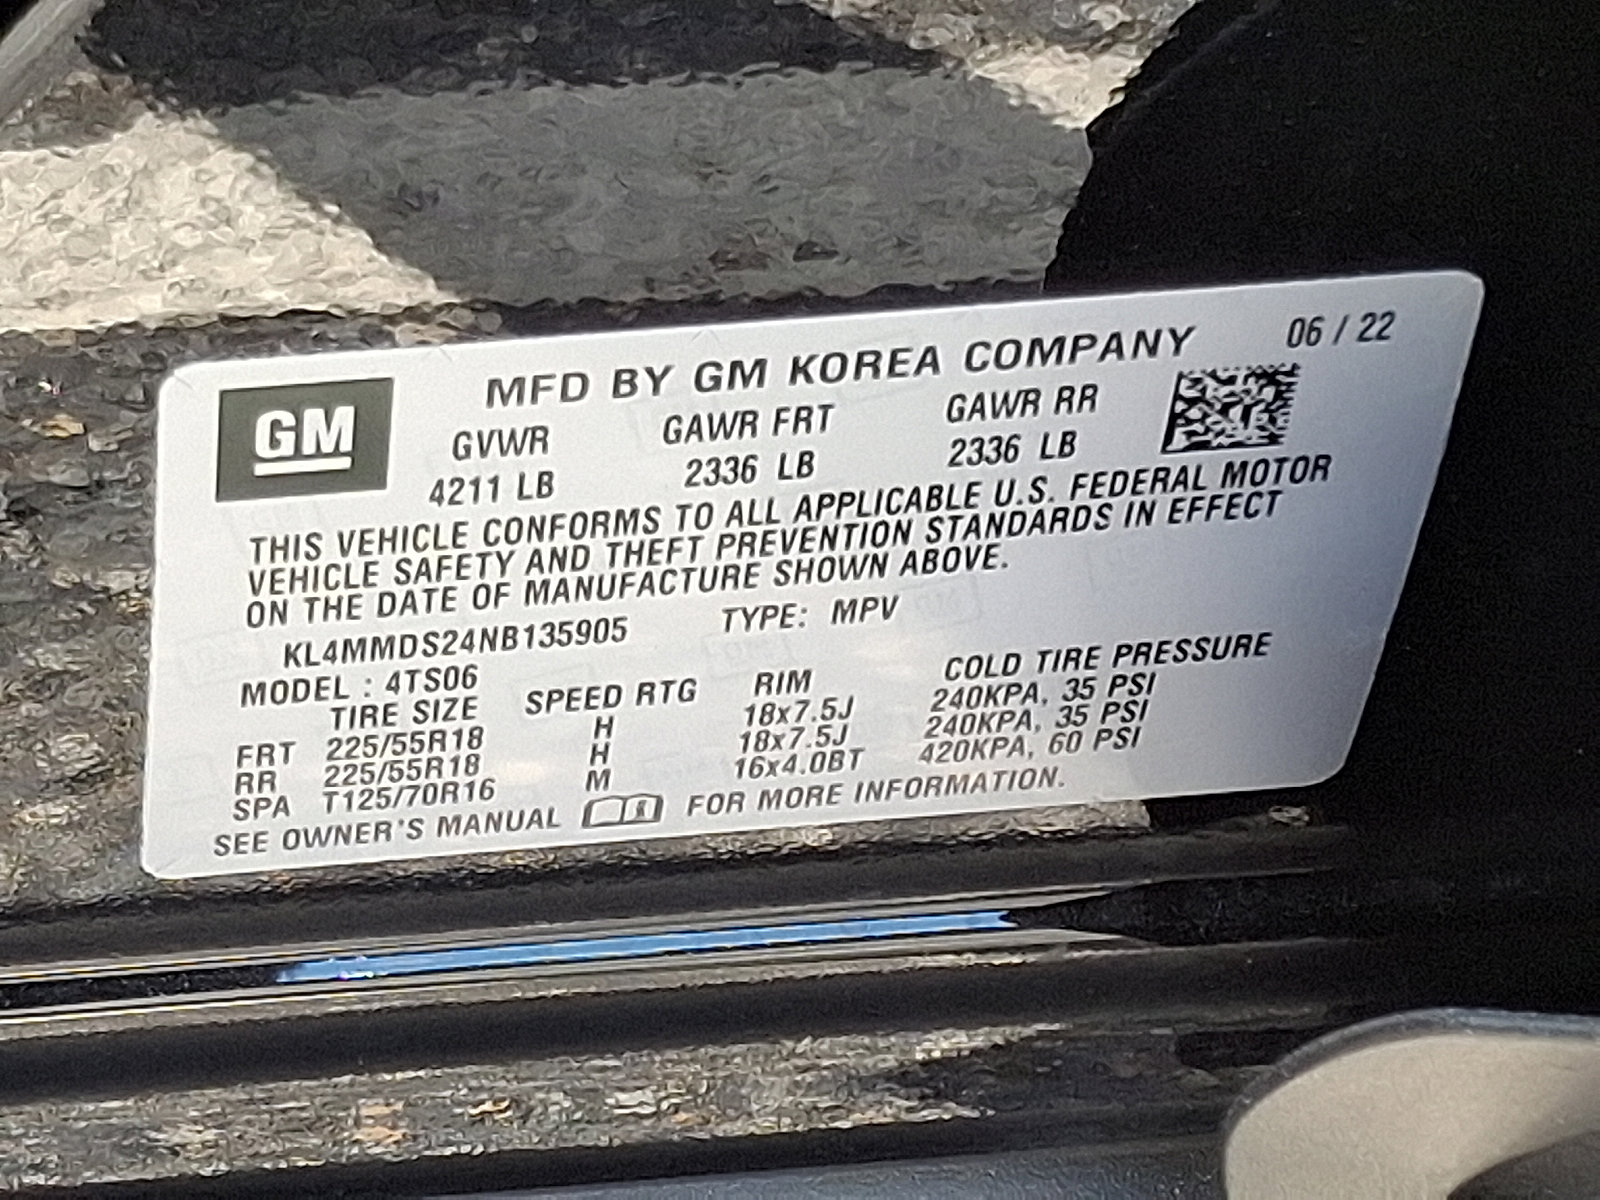 MFD BY GM KOREA COMPANY 06 / 22
GM
GVWR GAWR FRT GAWR RR
4211 LB 2336 LB 2336 LB
THIS VEHICLE CONFORMS TO ALL APPLICABLE U.S. FEDERAL MOTOR
VEHICLE SAFETY AND THEFT PREVENTION STANDARDS IN EFFECT
ON THE DATE OF MANUFACTURE SHOWN ABOVE.
KL4MMDS24NB135905 TYPE: MPV
MODEL : 4TS06
TIRE SIZE SPEED RTG RIM COLD TIRE PRESSURE
FRT 225/55R18 H 18x7.5J 240KPA, 35 PSI
RR 225/55R18 H 18x7.5J 240KPA, 35 PSI
SPA T125/70R16 M 16x4.0BT 420KPA, 60 PSI
SEE OWNER'S MANUAL FOR MORE INFORMATION.